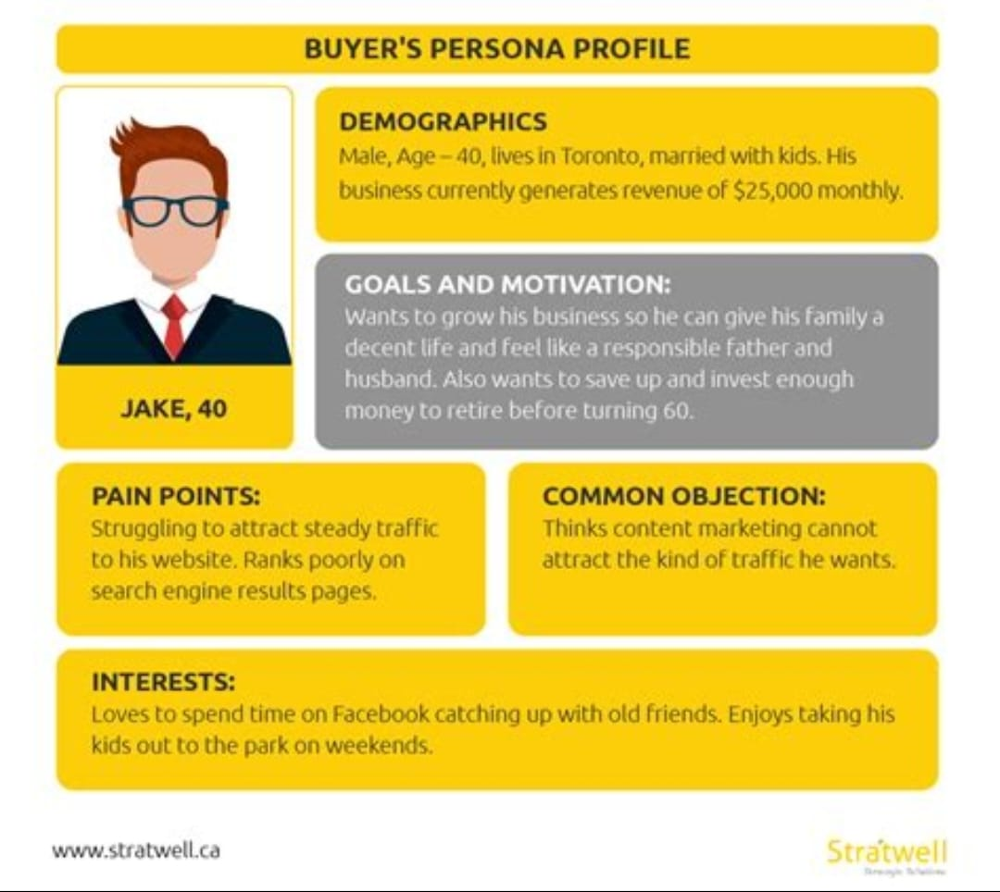 BUYER'S PERSONA PROFILE
JAKE, 40
DEMOGRAPHICS
Male, Age – 40, lives in Toronto, married with kids. His
business currently generates revenue of $25,000 monthly.
GOALS AND MOTIVATION:
Wants to grow his business so he can give his family a
decent life and feel like a responsible father and
husband. Also wants to save up and invest enough
money to retire before turning 60.
PAIN POINTS:
Struggling to attract steady traffic
to his website. Ranks poorly on
search engine results pages.
COMMON OBJECTION:
Thinks content marketing cannot
attract the kind of traffic he wants.
INTERESTS:
Loves to spend time on Facebook catching up with old friends. Enjoys taking his
kids out to the park on weekends.
www.stratwell.ca
Stratwell